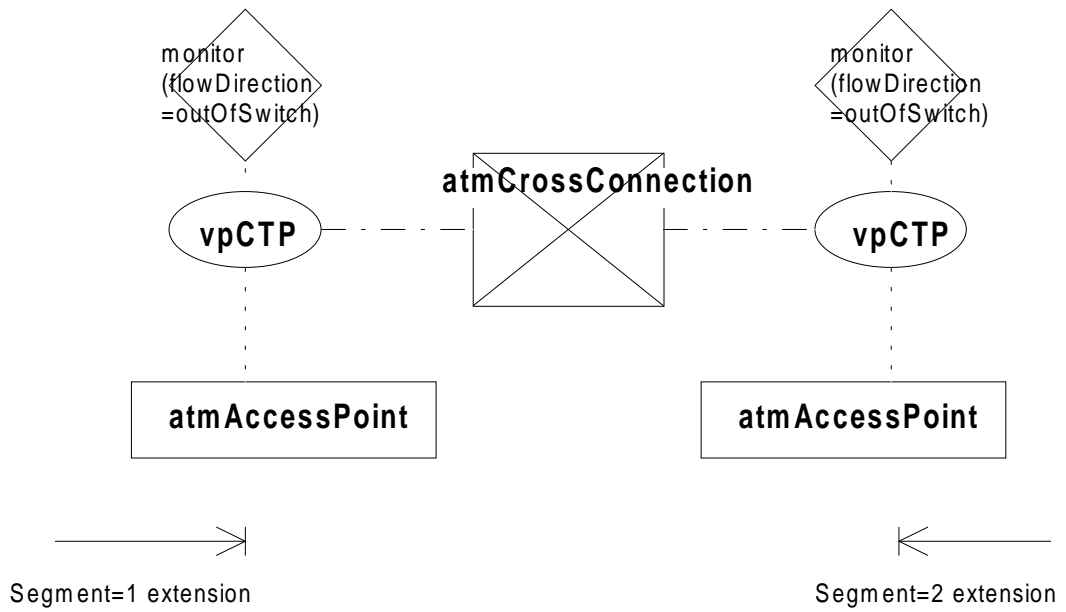 monitor
(flowDirection
=outOfSwitch)
monitor
(flowDirection
=outOfSwitch)
atmCrossConnection
vpCTP
vpCTP
atmAccessPoint
atmAccessPoint
Segment=1 extension
Segment=2 extension